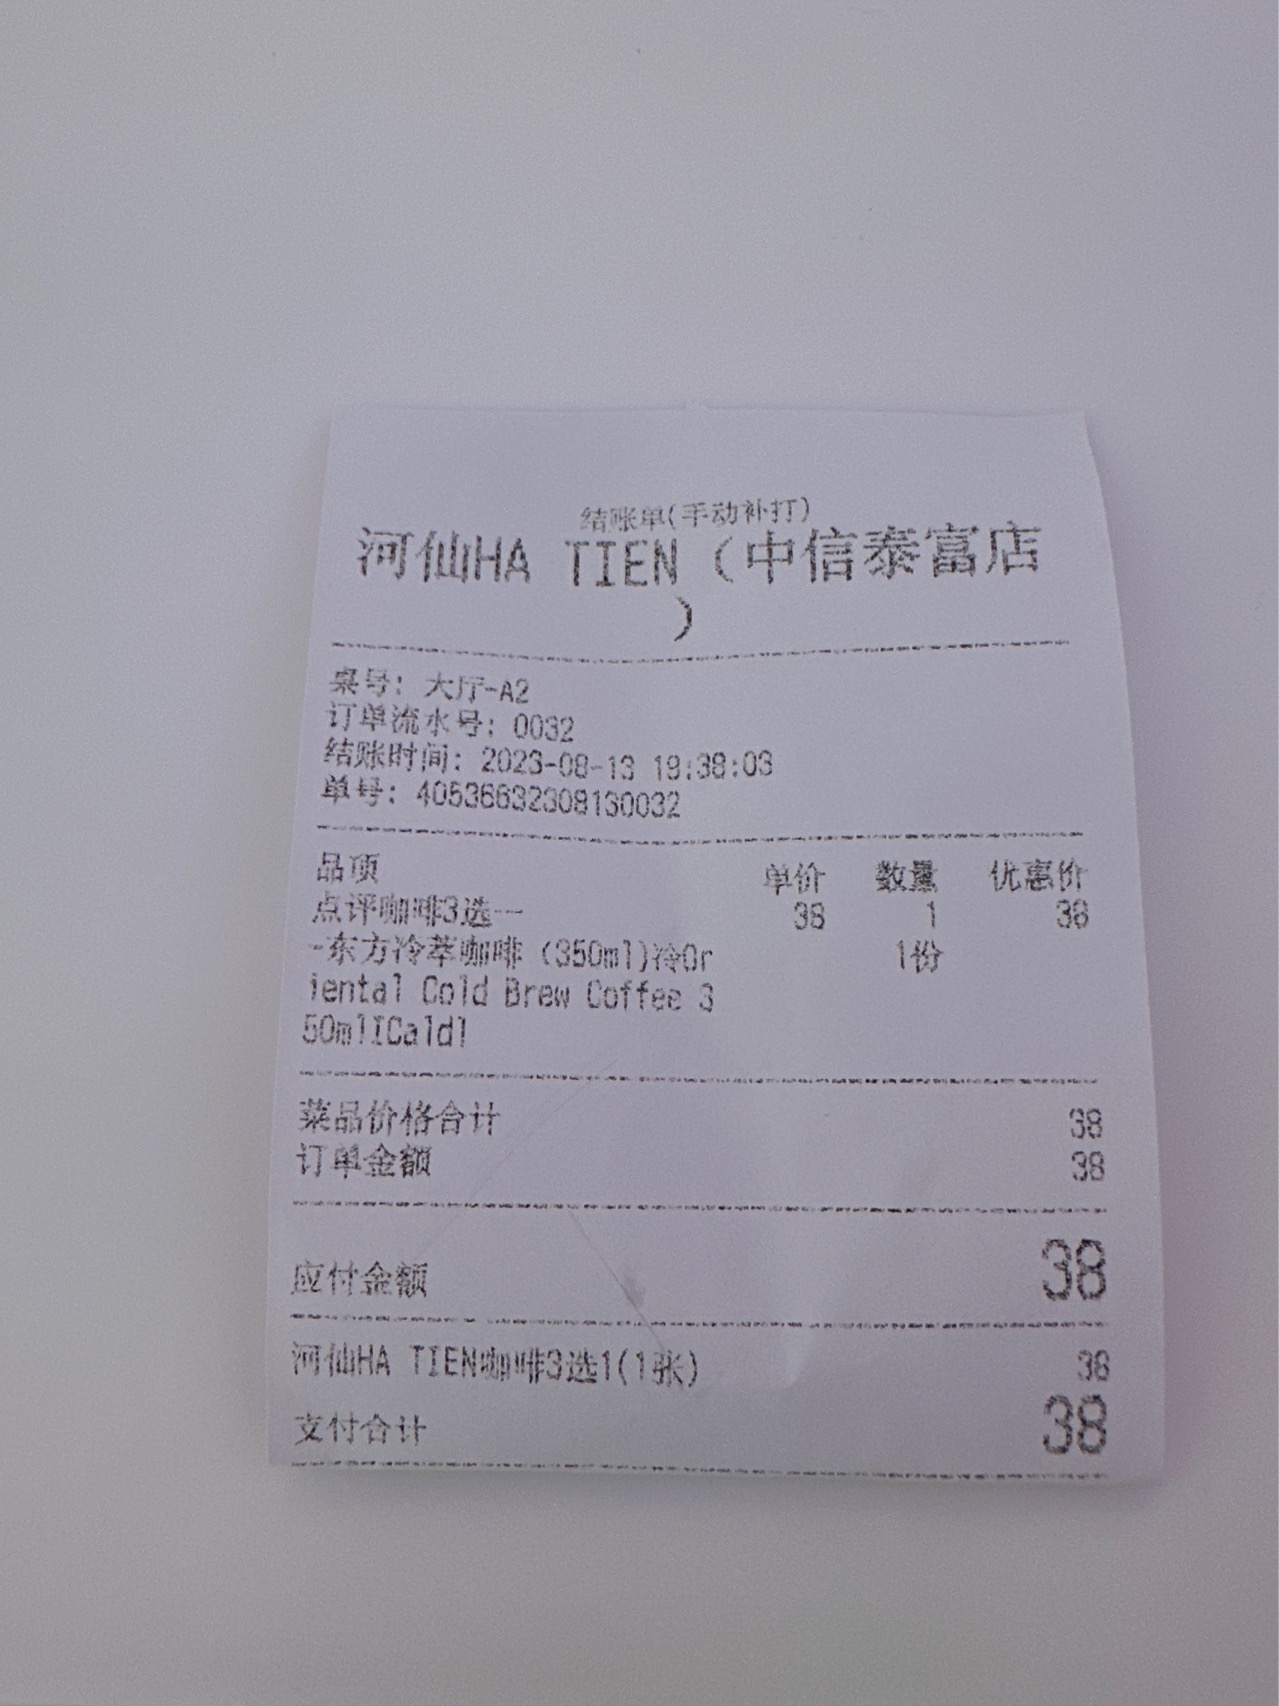 结账单(手动补打)
河仙HA TIEN (中信泰富店
)
桌号: 大厅-A2
订单流水号: 0032
结账时间: 2023-08-13 19:38:03
单号: 40536632308130032
品项 单价 数量 优惠价
点评咖啡3选一 38 1 38
-东方冷萃咖啡 (350ml)冷Or 1份
iental Cold Brew Coffee 3
50ml[Cald]
菜品价格合计 38
订单金额 38
应付金额 38
河仙HA TIEN咖啡3选1(1张) 38
支付合计 38